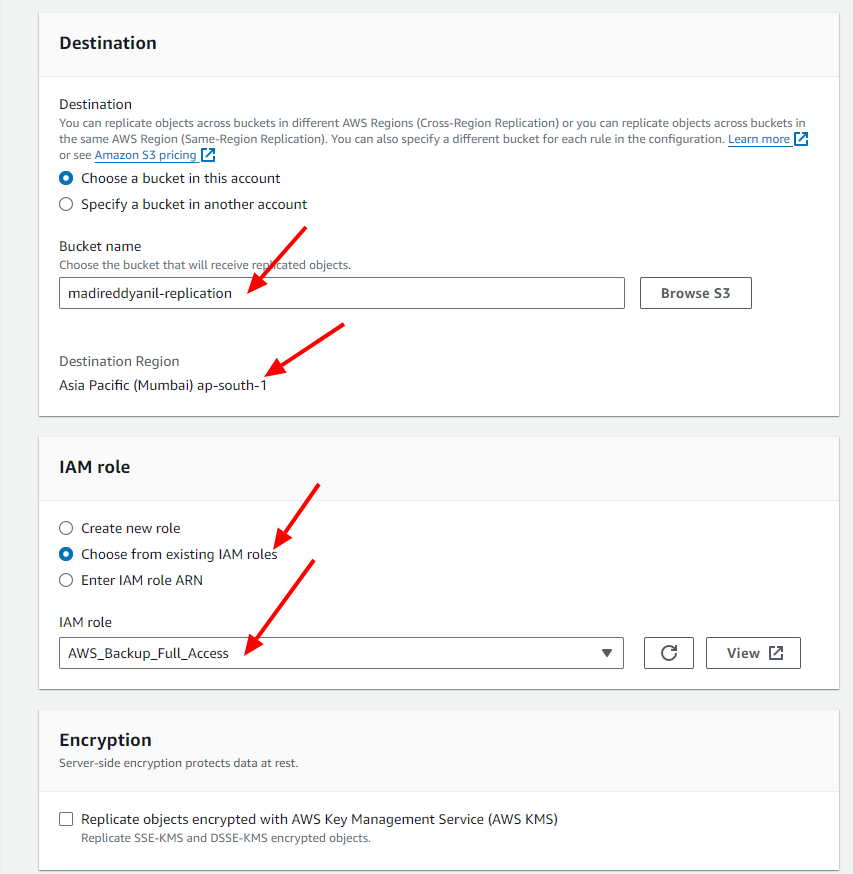 Destination
Destination
You can replicate objects across buckets in different AWS Regions (Cross-Region Replication) or you can replicate objects across buckets in
the same AWS Region (Same-Region Replication). You can also specify a different bucket for each rule in the configuration. Learn more
or see Amazon S3 pricing
Choose a bucket in this account
Specify a bucket in another account
Bucket name
Choose the bucket that will receive replicated objects.
madireddyanil-replication
Browse S3
Destination Region
Asia Pacific (Mumbai) ap-south-1
IAM role
Create new role
Choose from existing IAM roles
Enter IAM role ARN
IAM role
AWS_Backup_Full_Access
View
Encryption
Server-side encryption protects data at rest.
Replicate objects encrypted with AWS Key Management Service (AWS KMS)
Replicate SSE-KMS and DSSE-KMS encrypted objects.